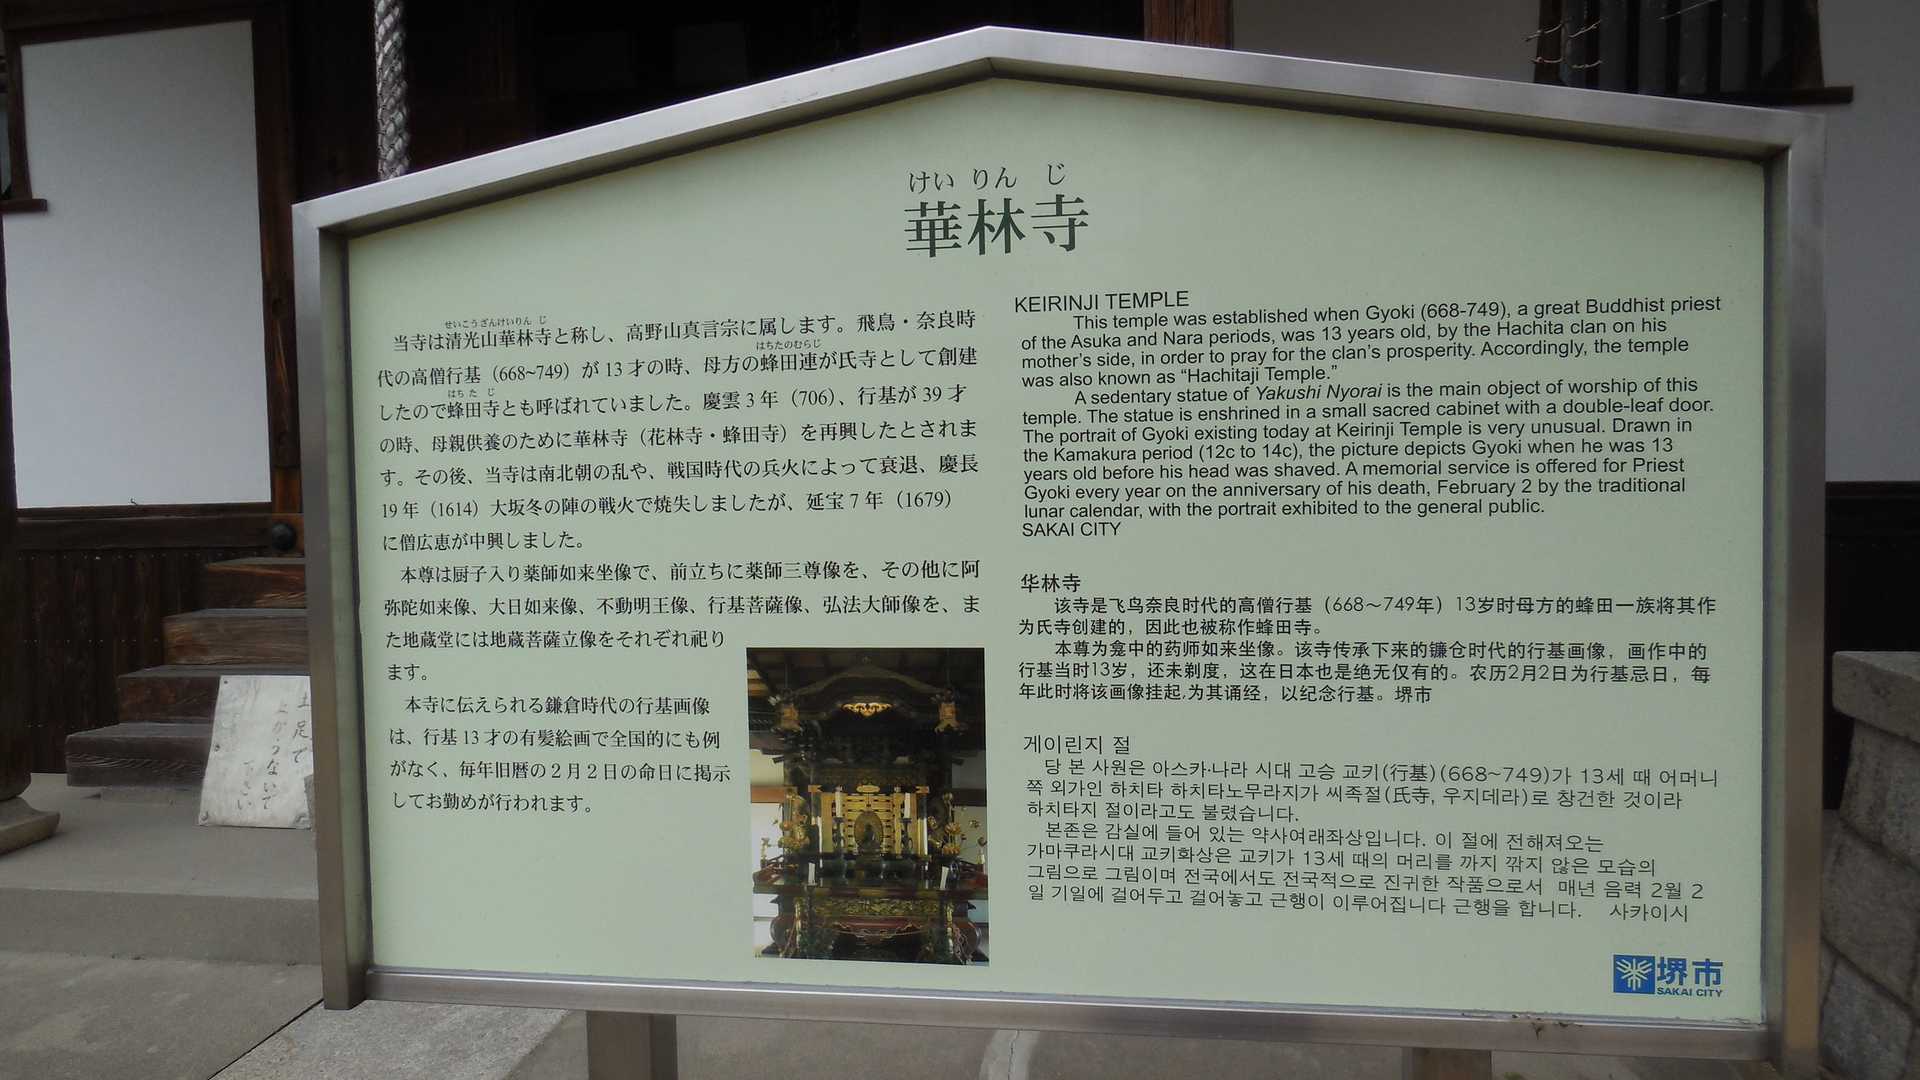 けいりんじ
華林寺
せいこうざんけいりんじ
当寺は清光山華林寺と称し、高野山真言宗に属します。飛鳥・奈良時
はちたのむらじ
代の高僧行基（668~749）が13才の時、母方の蜂田連が氏寺として創建
はちたじ
したので蜂田寺とも呼ばれていました。慶雲3年（706）、行基が39才
の時、母親供養のために華林寺（花林寺・蜂田寺）を再興したとされま
す。その後、当寺は南北朝の乱や、戦国時代の兵火によって衰退、慶長
19年（1614）大坂冬の陣の戦火で焼失しましたが、延宝7年（1679）
に僧広恵が中興しました。
本尊は厨子入り薬師如来坐像で、前立ちに薬師三尊像を、その他に阿
弥陀如来像、大日如来像、不動明王像、行基菩薩像、弘法大師像を、ま
た地蔵堂には地蔵菩薩立像をそれぞれ祀り
ます。
本寺に伝えられる鎌倉時代の行基画像
は、行基13才の有髪絵画で全国的にも例
がなく、毎年旧暦の２月２日の命日に掲示
してお勤めが行われます。
KEIRINJI TEMPLE
This temple was established when Gyoki (668-749), a great Buddhist priest
of the Asuka and Nara periods, was 13 years old, by the Hachita clan on his
mother's side, in order to pray for the clan's prosperity. Accordingly, the temple
was also known as “Hachitaji Temple.”
A sedentary statue of Yakushi Nyorai is the main object of worship of this
temple. The statue is enshrined in a small sacred cabinet with a double-leaf door.
The portrait of Gyoki existing today at Keirinji Temple is very unusual. Drawn in
the Kamakura period (12c to 14c), the picture depicts Gyoki when he was 13
years old before his head was shaved. A memorial service is offered for Priest
Gyoki every year on the anniversary of his death, February 2 by the traditional
lunar calendar, with the portrait exhibited to the general public.
SAKAI CITY
华林寺
该寺是飞鸟奈良时代的高僧行基（668～749年）13岁时母方的蜂田一族将其作
为氏寺创建的，因此也被称作蜂田寺。
本尊为龛中的药师如来坐像。该寺传承下来的镰仓时代的行基画像，画作中的
行基当时13岁，还未剃度，这在日本也是绝无仅有的。农历2月2日为行基忌日，每
年此时将该画像挂起,为其诵经，以纪念行基。堺市
게이린지 절
당 본 사원은 아스카·나라 시대 고승 교키(行基)(668~749)가 13세 때 어머니
쪽 외가인 하치타 하치타노무라지가 씨족절(氏寺, 우지데라)로 창건한 것이라
하치타지 절이라고도 불렸습니다.
본존은 감실에 들어 있는 약사여래좌상입니다. 이 절에 전해져오는
가마쿠라시대 교키화상은 교키가 13세 때의 머리를 까지 깎지 않은 모습의
그림으로 그림이며 전국에서도 전국적으로 진귀한 작품으로서 매년 음력 2월 2
일 기일에 걸어두고 걸어놓고 근행이 이루어집니다 근행을 합니다. 사카이시
堺市
SAKAI CITY
土足で
上がらないで
下さい